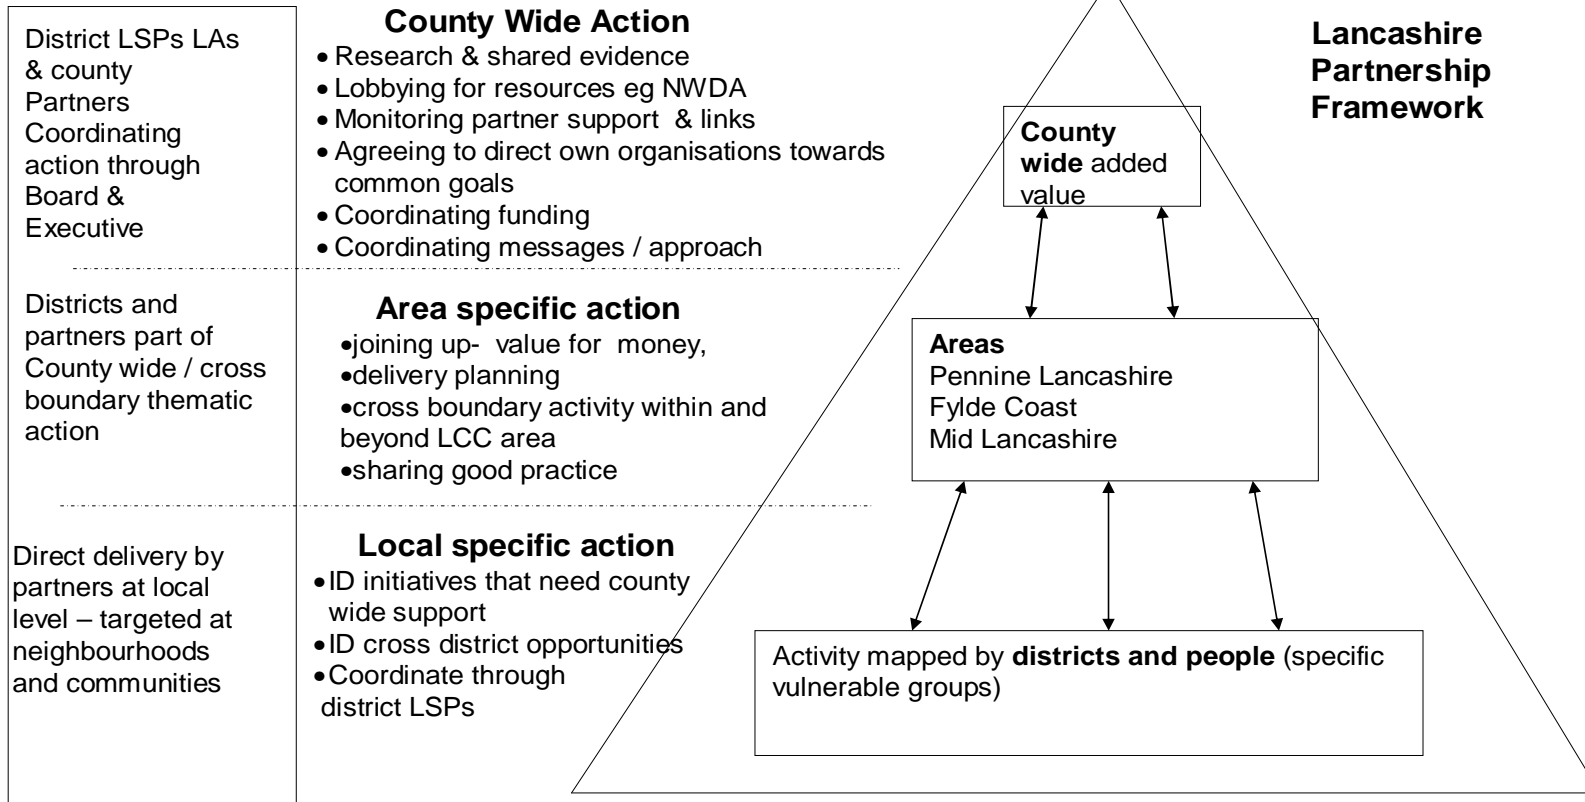 District LSPs LAs
& county
Partners
Coordinating
action through
Board &
Executive
County Wide Action
• Research & shared evidence
• Lobbying for resources eg NWDA
• Monitoring partner support & links
• Agreeing to direct own organisations towards
common goals
• Coordinating funding
• Coordinating messages / approach
Lancashire
Partnership
Framework
County
wide added
value
Districts and
partners part of
County wide / cross
boundary thematic
action
Area specific action
•joining up- value for money,
•delivery planning
•cross boundary activity within and
beyond LCC area
•sharing good practice
Areas
Pennine Lancashire
Fylde Coast
Mid Lancashire
Direct delivery by
partners at local
level – targeted at
neighbourhoods
and communities
Local specific action
•ID initiatives that need county
wide support
•ID cross district opportunities
•Coordinate through
district LSPs
Activity mapped by districts and people (specific
vulnerable groups)